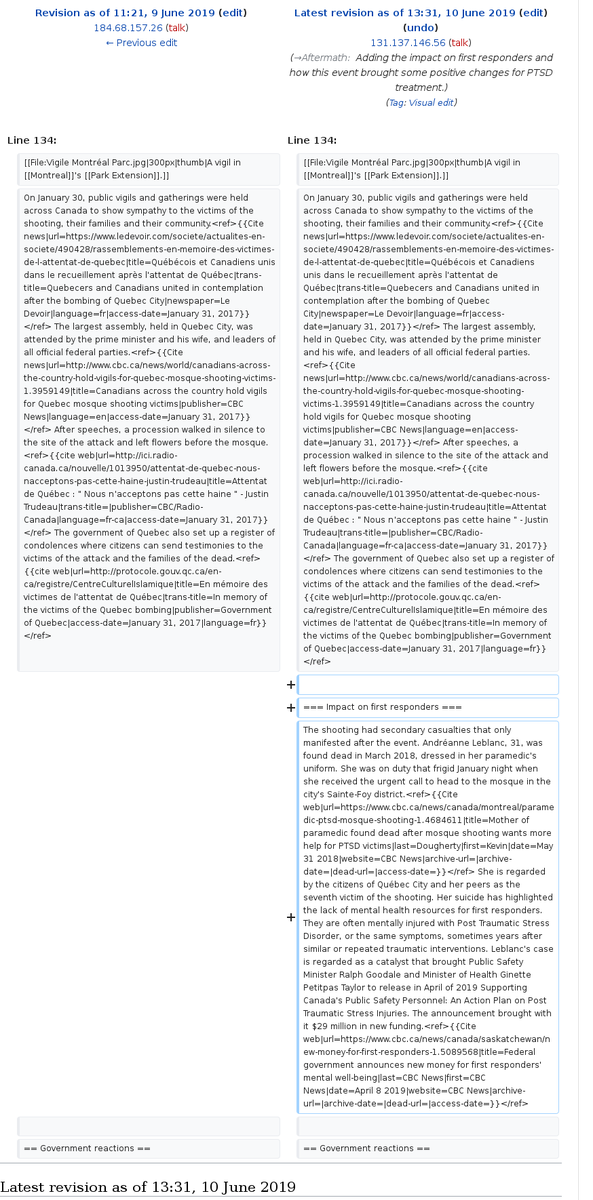 Revision as of 11:21, 9 June 2019 (edit)
184.68.157.26 (talk)
← Previous edit
Latest revision as of 13:31, 10 June 2019 (edit)
(undo)
131.137.146.56 (talk)
(→Aftermath: Adding the impact on first responders and
how this event brought some positive changes for PTSD
treatment.)
(Tag: Visual edit)
Line 134:
[[File:Vigile Montréal Parc.jpg|300px|thumb|A vigil in
[[Montreal]]'s [[Park Extension]].]]
On January 30, public vigils and gatherings were held
across Canada to show sympathy to the victims of the
shooting, their families and their community.<ref>{{Cite
news|url=https://www.ledevoir.com/societe/actualites-en-
societe/490428/rassemblements-en-memoire-des-victimes-
de-l-attentat-de-quebec|title=Québécois et Canadiens unis
dans le recueillement après l'attentat de Québec|trans-
title=Quebecers and Canadians united in contemplation
after the bombing of Quebec City|newspaper=Le
Devoir|language=fr|access-date=January 31, 2017}}
</ref> The largest assembly, held in Quebec City, was
attended by the prime minister and his wife, and leaders of
all official federal parties.<ref>{{Cite
news|url=http://www.cbc.ca/news/world/canadians-across-
the-country-hold-vigils-for-quebec-mosque-shooting-victims-
1.3959149|title=Canadians across the country hold vigils
for Quebec mosque shooting victims|publisher=CBC
News|language=en|access-date=January 31, 2017}}
</ref> After speeches, a procession walked in silence to
the site of the attack and left flowers before the mosque.
<ref>{{cite web|url=http://ici.radio-
canada.ca/nouvelle/1013950/attentat-de-quebec-nous-
nacceptons-pas-cette-haine-justin-trudeau|title=Attentat
de Québec : " Nous n'acceptons pas cette haine " - Justin
Trudeau|trans-title=|publisher=CBC/Radio-
Canada|language=fr-ca|access-date=January 31, 2017}}
</ref> The government of Quebec also set up a register of
condolences where citizens can send testimonies to the
victims of the attack and the families of the dead.<ref>
{{cite web|url=http://protocole.gouv.qc.ca/en-
ca/registre/CentreCulturelIslamique|title=En mémoire des
victimes de l'attentat de Québec|trans-title=In memory of
the victims of the Quebec bombing|publisher=Government
of Quebec|access-date=January 31, 2017|language=fr}}
</ref>
== Government reactions ==
Line 134:
[[File:Vigile Montréal Parc.jpg|300px|thumb|A vigil in
[[Montreal]]'s [[Park Extension]].]]
On January 30, public vigils and gatherings were held
across Canada to show sympathy to the victims of the
shooting, their families and their community.<ref>{{Cite
news|url=https://www.ledevoir.com/societe/actualites-en-
societe/490428/rassemblements-en-memoire-des-victimes-
de-l-attentat-de-quebec|title=Québécois et Canadiens
unis dans le recueillement après l'attentat de
Québec|trans-title=Quebecers and Canadians united in
contemplation after the bombing of Quebec
City|newspaper=Le Devoir|language=fr|access-
date=January 31, 2017}}</ref> The largest assembly,
held in Quebec City, was attended by the prime minister
and his wife, and leaders of all official federal parties.
<ref>{{Cite
news|url=http://www.cbc.ca/news/world/canadians-across-
the-country-hold-vigils-for-quebec-mosque-shooting-
victims-1.3959149|title=Canadians across the country
hold vigils for Quebec mosque shooting
victims|publisher=CBC News|language=en|access-
date=January 31, 2017}}</ref> After speeches, a
procession walked in silence to the site of the attack and
left flowers before the mosque.<ref>{{cite
web|url=http://ici.radio-
canada.ca/nouvelle/1013950/attentat-de-quebec-nous-
nacceptons-pas-cette-haine-justin-trudeau|title=Attentat
de Québec : " Nous n'acceptons pas cette haine " - Justin
Trudeau|trans-title=|publisher=CBC/Radio-
Canada|language=fr-ca|access-date=January 31, 2017}}
</ref> The government of Quebec also set up a register of
condolences where citizens can send testimonies to the
victims of the attack and the families of the dead.<ref>
{{cite web|url=http://protocole.gouv.qc.ca/en-
ca/registre/CentreCulturelIslamique|title=En mémoire des
victimes de l'attentat de Québec|trans-title=In memory of
the victims of the Quebec bombing|publisher=Government
of Quebec|access-date=January 31, 2017|language=fr}}
</ref>
+
+ === Impact on first responders ===
The shooting had secondary casualties that only
manifested after the event. Andréanne Leblanc, 31, was
found dead in March 2018, dressed in her paramedic's
uniform. She was on duty that frigid January night when
she received the urgent call to head to the mosque in the
city's Sainte-Foy district.<ref>{{Cite
web|url=https://www.cbc.ca/news/canada/montreal/parame
dic-ptsd-mosque-shooting-1.4684611|title=Mother of
paramedic found dead after mosque shooting wants more
help for PTSD victims|last=Dougherty|first=Kevin|date=May
31 2018|website=CBC News|archive-url=|archive-
date=|dead-url=|access-date=}}</ref> She is regarded
by the citizens of Québec City and her peers as the
seventh victim of the shooting. Her suicide has highlighted
the lack of mental health resources for first responders.
+ They are often mentally injured with Post Traumatic Stress
Disorder, or the same symptoms, sometimes years after
similar or repeated traumatic interventions. Leblanc's case
is regarded as a catalyst that brought Public Safety
Minister Ralph Goodale and Minister of Health Ginette
Petitpas Taylor to release in April of 2019 Supporting
Canada's Public Safety Personnel: An Action Plan on Post
Traumatic Stress Injuries. The announcement brought with
it $29 million in new funding.<ref>{{Cite
web|url=https://www.cbc.ca/news/canada/saskatchewan/n
ew-money-for-first-responders-1.5089568|title=Federal
government announces new money for first responders'
mental well-being|last=CBC News|first=CBC
News|date=April 8 2019|website=CBC News|archive-
url=|archive-date=|dead-url=|access-date=}}</ref>
== Government reactions ==
Latest revision as of 13:31, 10 June 2019